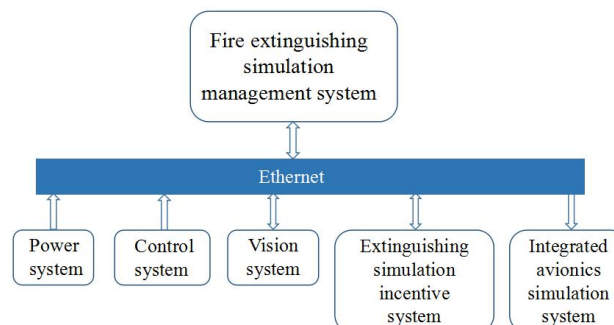 Fire extinguishing
simulation
management system
Ethernet
Power
system
Control
system
Vision
system
Extinguishing
simulation
incentive
system
Integrated
avionics
simulation
system